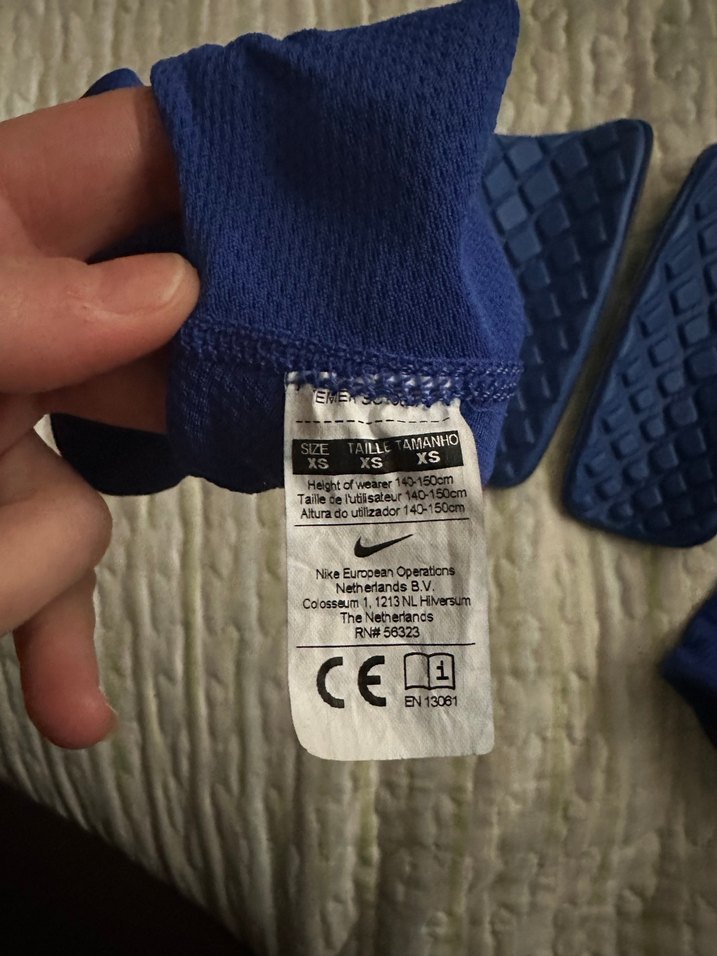 SIZE TAILLE TAMANHO
XS XS XS
Height of wearer 140-150cm
Taille de l'utilisateur 140-150cm
Altura do utilizador 140-150cm
Nike European Operations
Netherlands B.V.
Colosseum 1, 1213 NL Hilversum
The Netherlands
RN# 56323
CE i
EN 13061